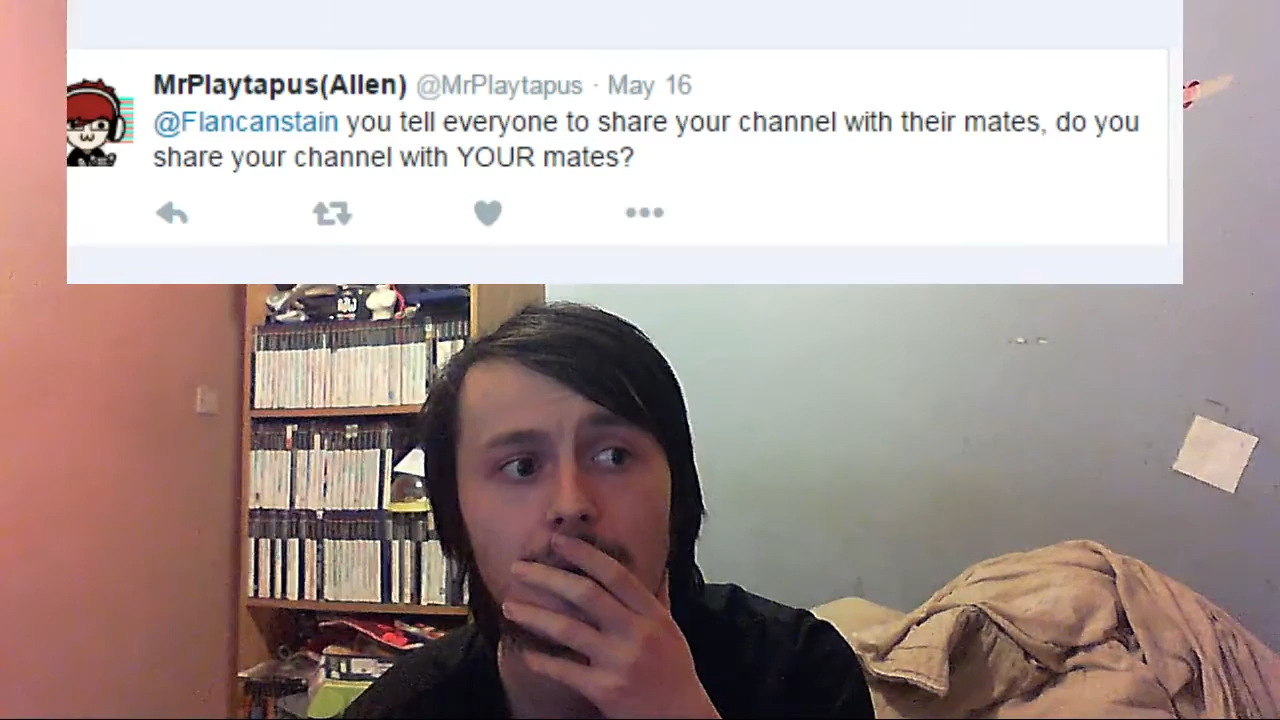 MrPlaytapus(Allen) @MrPlaytapus · May 16
@Flancanstain you tell everyone to share your channel with their mates, do you
share your channel with YOUR mates?